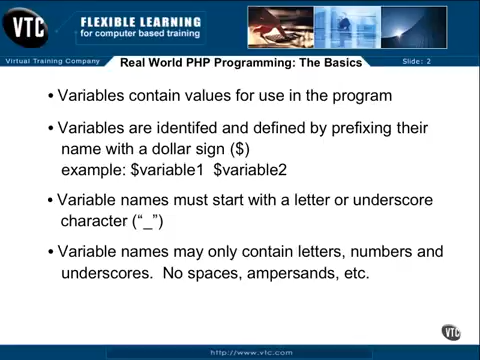 VTC
FLEXIBLE LEARNING
for computer based training
Virtual Training Company
Real World PHP Programming: The Basics
Slide: 2
• Variables contain values for use in the program
• Variables are identifed and defined by prefixing their
name with a dollar sign ($)
example: $variable1 $variable2
• Variable names must start with a letter or underscore
character (“_”)
• Variable names may only contain letters, numbers and
underscores. No spaces, ampersands, etc.
VTC
http://www.vtc.com